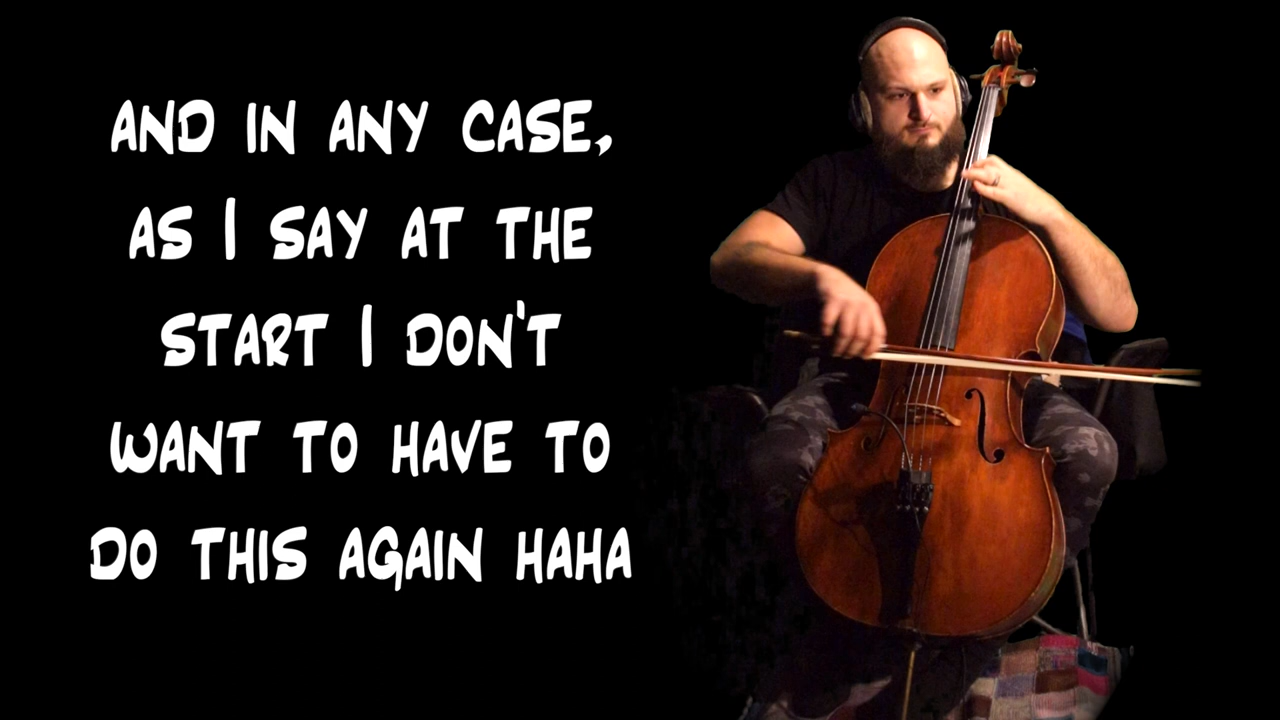 AND IN ANY CASE,
AS I SAY AT THE
START I DON'T
WANT TO HAVE TO
DO THIS AGAIN HAHA